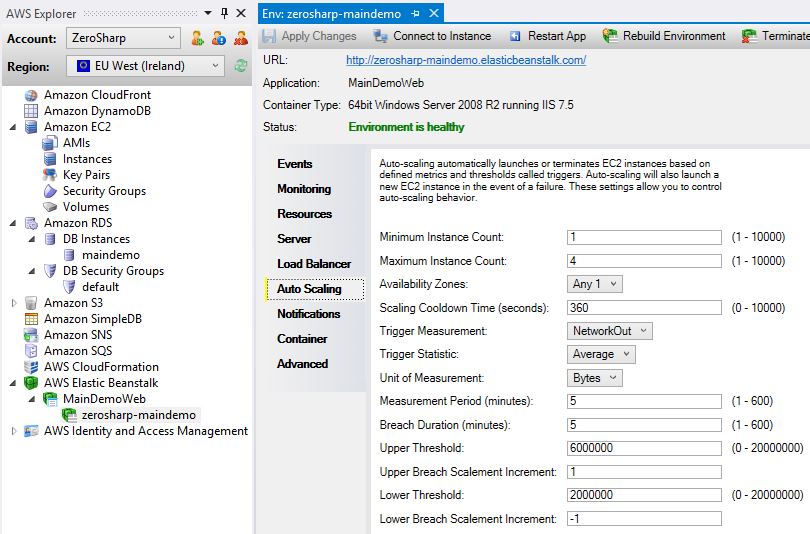 AWS Explorer
Account: ZeroSharp
Region: EU West (Ireland)
Amazon CloudFront
Amazon DynamoDB
Amazon EC2
AMIs
Instances
Key Pairs
Security Groups
Volumes
Amazon RDS
DB Instances
maindemo
DB Security Groups
default
Amazon S3
Amazon SimpleDB
Amazon SNS
Amazon SQS
AWS CloudFormation
AWS Elastic Beanstalk
MainDemoWeb
zerosharp-maindemo
AWS Identity and Access Management
Env: zerosharp-maindemo
Apply Changes Connect to Instance Restart App Rebuild Environment Terminate
URL: http://zerosharp-maindemo.elasticbeanstalk.com/
Application: MainDemoWeb
Container Type: 64bit Windows Server 2008 R2 running IIS 7.5
Status: Environment is healthy
Events
Monitoring
Resources
Server
Load Balancer
Auto Scaling
Notifications
Container
Advanced
Auto-scaling automatically launches or terminates EC2 instances based on
defined metrics and thresholds called triggers. Auto-scaling will also launch a
new EC2 instance in the event of a failure. These settings allow you to control
auto-scaling behavior.
Minimum Instance Count: 1 (1 - 10000)
Maximum Instance Count: 4 (1 - 10000)
Availability Zones: Any 1
Scaling Cooldown Time (seconds): 360 (0 - 10000)
Trigger Measurement: NetworkOut
Trigger Statistic: Average
Unit of Measurement: Bytes
Measurement Period (minutes): 5 (1 - 600)
Breach Duration (minutes): 5 (1 - 600)
Upper Threshold: 6000000 (0 - 20000000)
Upper Breach Scalement Increment: 1
Lower Threshold: 2000000 (0 - 20000000)
Lower Breach Scalement Increment: -1